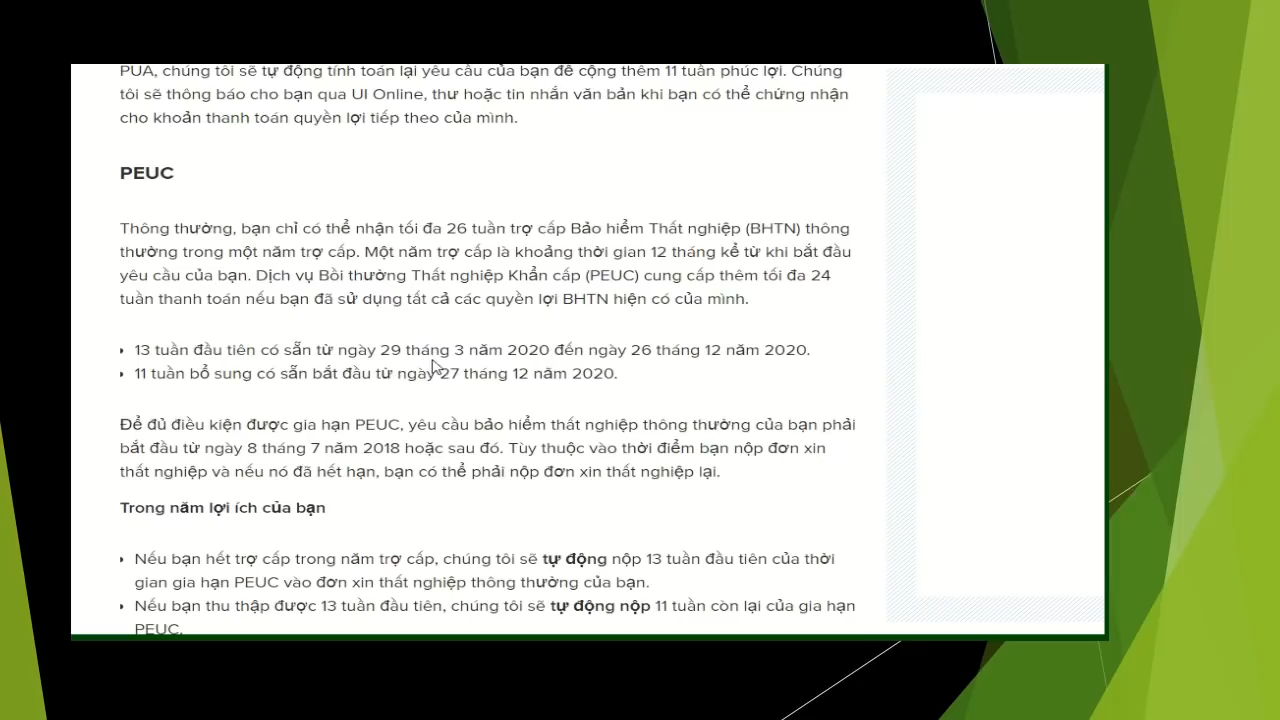 PUA, chúng tôi sẽ tự động tính toán lại yêu cầu của bạn để cộng thêm 11 tuần phúc lợi. Chúng
tôi sẽ thông báo cho bạn qua UI Online, thư hoặc tin nhắn văn bản khi bạn có thể chứng nhận
cho khoản thanh toán quyền lợi tiếp theo của mình.
PEUC
Thông thường, bạn chỉ có thể nhận tối đa 26 tuần trợ cấp Bảo hiểm Thất nghiệp (BHTN) thông
thường trong một năm trợ cấp. Một năm trợ cấp là khoảng thời gian 12 tháng kể từ khi bắt đầu
yêu cầu của bạn. Dịch vụ Bồi thường Thất nghiệp Khẩn cấp (PEUC) cung cấp thêm tối đa 24
tuần thanh toán nếu bạn đã sử dụng tất cả các quyền lợi BHTN hiện có của mình.
• 13 tuần đầu tiên có sẵn từ ngày 29 tháng 3 năm 2020 đến ngày 26 tháng 12 năm 2020.
• 11 tuần bổ sung có sẵn bắt đầu từ ngày 27 tháng 12 năm 2020.
Để đủ điều kiện được gia hạn PEUC, yêu cầu bảo hiểm thất nghiệp thông thường của bạn phải
bắt đầu từ ngày 8 tháng 7 năm 2018 hoặc sau đó. Tùy thuộc vào thời điểm bạn nộp đơn xin
thất nghiệp và nếu nó đã hết hạn, bạn có thể phải nộp đơn xin thất nghiệp lại.
Trong năm lợi ích của bạn
• Nếu bạn hết trợ cấp trong năm trợ cấp, chúng tôi sẽ tự động nộp 13 tuần đầu tiên của thời
gian gia hạn PEUC vào đơn xin thất nghiệp thông thường của bạn.
• Nếu bạn thu thập được 13 tuần đầu tiên, chúng tôi sẽ tự động nộp 11 tuần còn lại của gia hạn
PEUC.